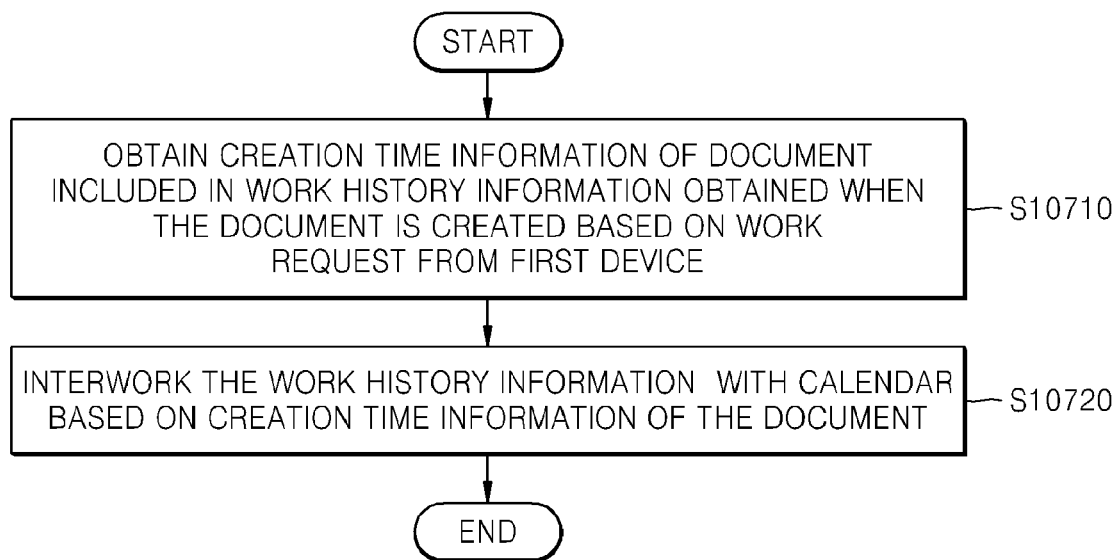 START
OBTAIN CREATION TIME INFORMATION OF DOCUMENT
INCLUDED IN WORK HISTORY INFORMATION OBTAINED WHEN
THE DOCUMENT IS CREATED BASED ON WORK
REQUEST FROM FIRST DEVICE
S10710
INTERWORK THE WORK HISTORY INFORMATION WITH CALENDAR
BASED ON CREATION TIME INFORMATION OF THE DOCUMENT
S10720
END